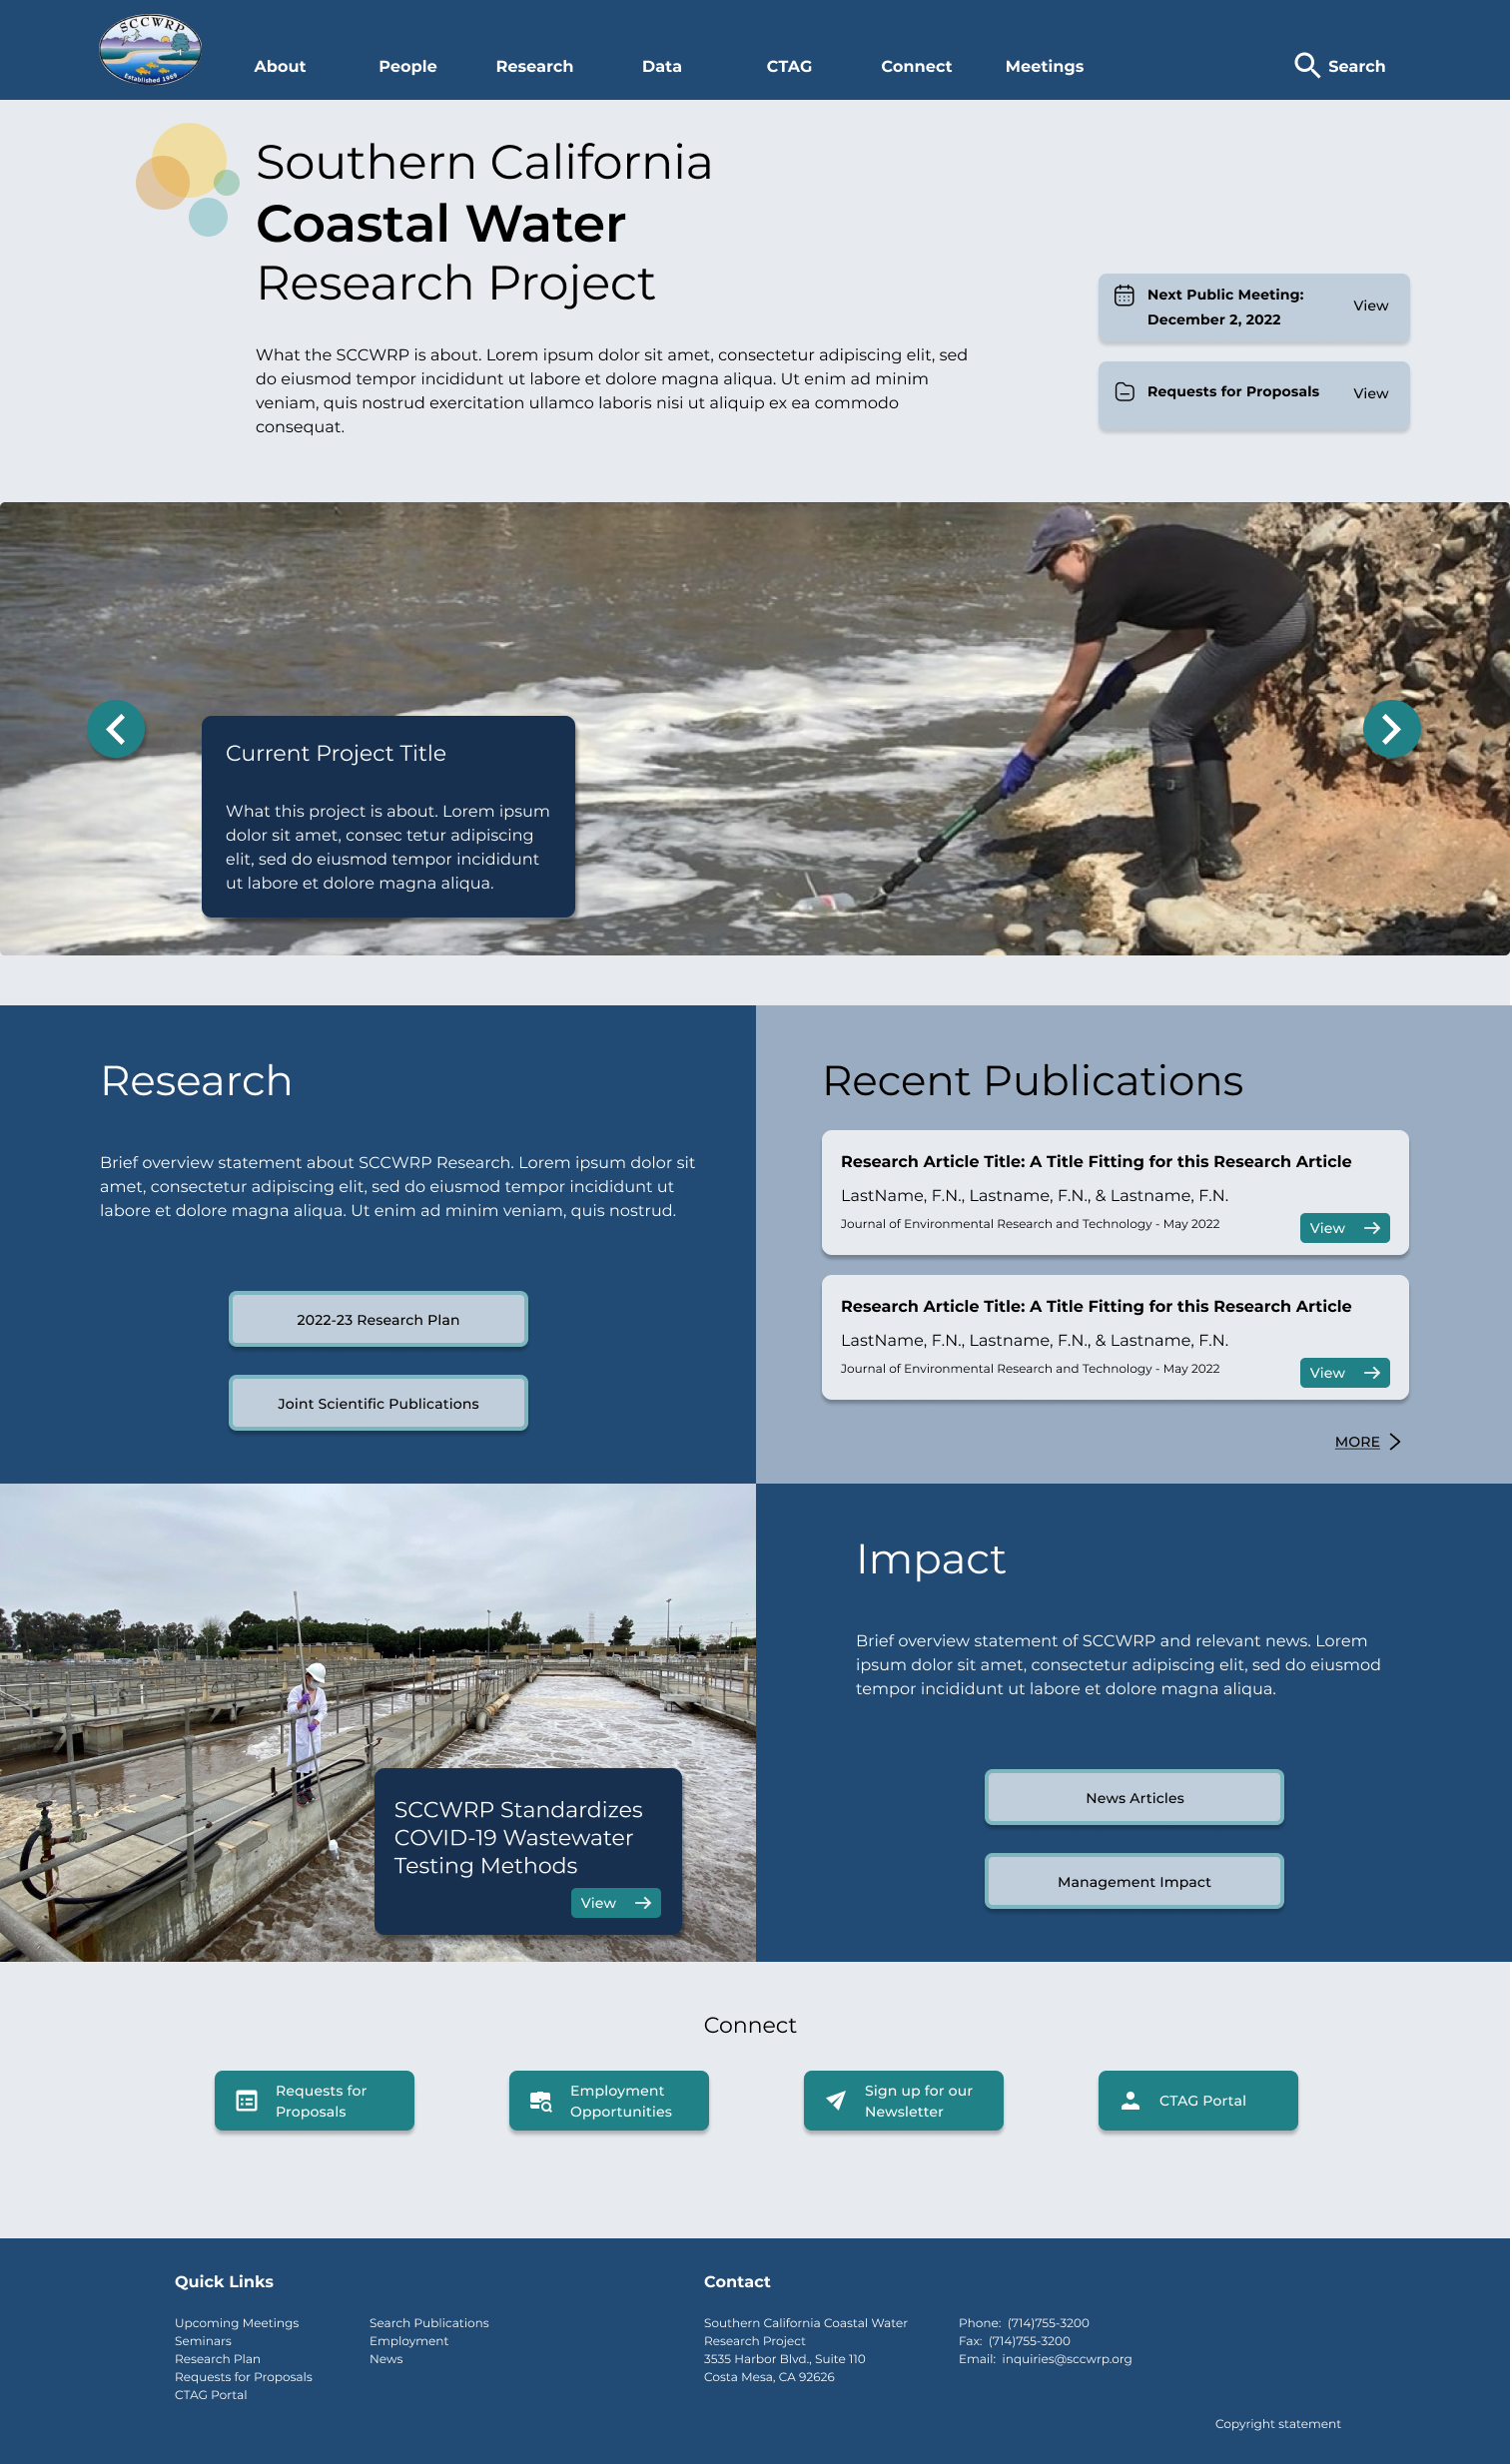 SCCWRP
Established 1969
About
People
Research
Data
CTAG
Connect
Meetings
Search
Southern California
Coastal Water
Research Project
What the SCCWRP is about. Lorem ipsum dolor sit amet, consectetur adipiscing elit, sed
do eiusmod tempor incididunt ut labore et dolore magna aliqua. Ut enim ad minim
veniam, quis nostrud exercitation ullamco laboris nisi ut aliquip ex ea commodo
consequat.
Next Public Meeting:
December 2, 2022
View
Requests for Proposals
View
Current Project Title
What this project is about. Lorem ipsum
dolor sit amet, consec tetur adipiscing
elit, sed do eiusmod tempor incididunt
ut labore et dolore magna aliqua.
Research
Brief overview statement about SCCWRP Research. Lorem ipsum dolor sit
amet, consectetur adipiscing elit, sed do eiusmod tempor incididunt ut
labore et dolore magna aliqua. Ut enim ad minim veniam, quis nostrud.
2022-23 Research Plan
Joint Scientific Publications
Recent Publications
Research Article Title: A Title Fitting for this Research Article
LastName, F.N., Lastname, F.N., & Lastname, F.N.
Journal of Environmental Research and Technology - May 2022
View
Research Article Title: A Title Fitting for this Research Article
LastName, F.N., Lastname, F.N., & Lastname, F.N.
Journal of Environmental Research and Technology - May 2022
View
MORE
SCCWRP Standardizes
COVID-19 Wastewater
Testing Methods
View
Impact
Brief overview statement of SCCWRP and relevant news. Lorem
ipsum dolor sit amet, consectetur adipiscing elit, sed do eiusmod
tempor incididunt ut labore et dolore magna aliqua.
News Articles
Management Impact
Connect
Requests for
Proposals
Employment
Opportunities
Sign up for our
Newsletter
CTAG Portal
Quick Links
Upcoming Meetings
Seminars
Research Plan
Requests for Proposals
CTAG Portal
Search Publications
Employment
News
Contact
Southern California Coastal Water
Research Project
3535 Harbor Blvd., Suite 110
Costa Mesa, CA 92626
Phone: (714)755-3200
Fax: (714)755-3200
Email: inquiries@sccwrp.org
Copyright statement